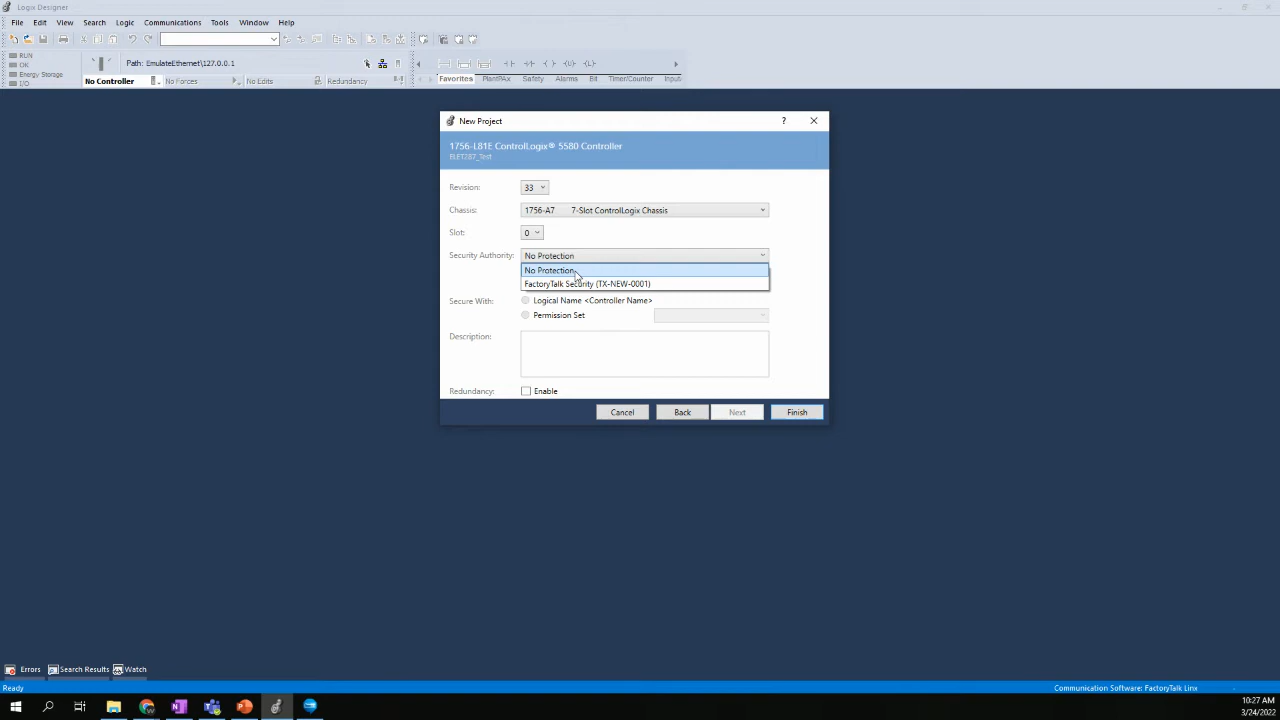 Logix Designer
File Edit View Search Logic Communications Tools Window Help
RUN
OK
Energy Storage
I/O
Path: EmulateEthernet\127.0.0.1
No Controller No Forces No Edits Redundancy
Favorites PlantPAx Safety Alarms Bit Timer/Counter Input
New Project
1756-L81E ControlLogix® 5580 Controller
ELET287_Test
Revision: 33
Chassis: 1756-A7 7-Slot ControlLogix Chassis
Slot: 0
Security Authority: No Protection
No Protection
FactoryTalk Security (TX-NEW-0001)
Secure With: Logical Name <Controller Name>
Permission Set
Description:
Redundancy: Enable
Cancel Back Next Finish
Errors Search Results Watch
Ready Communication Software: FactoryTalk Linx
10:27 AM
3/24/2022